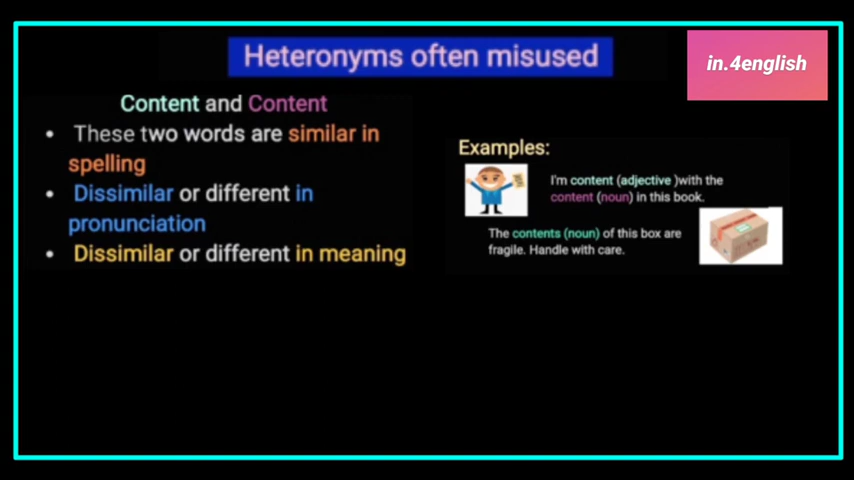 Heteronyms often misused
in.4english
Content and Content
• These two words are similar in
spelling
• Dissimilar or different in
pronunciation
• Dissimilar or different in meaning
Examples:
I'm content (adjective )with the
content (noun) in this book.
The contents (noun) of this box are
fragile. Handle with care.